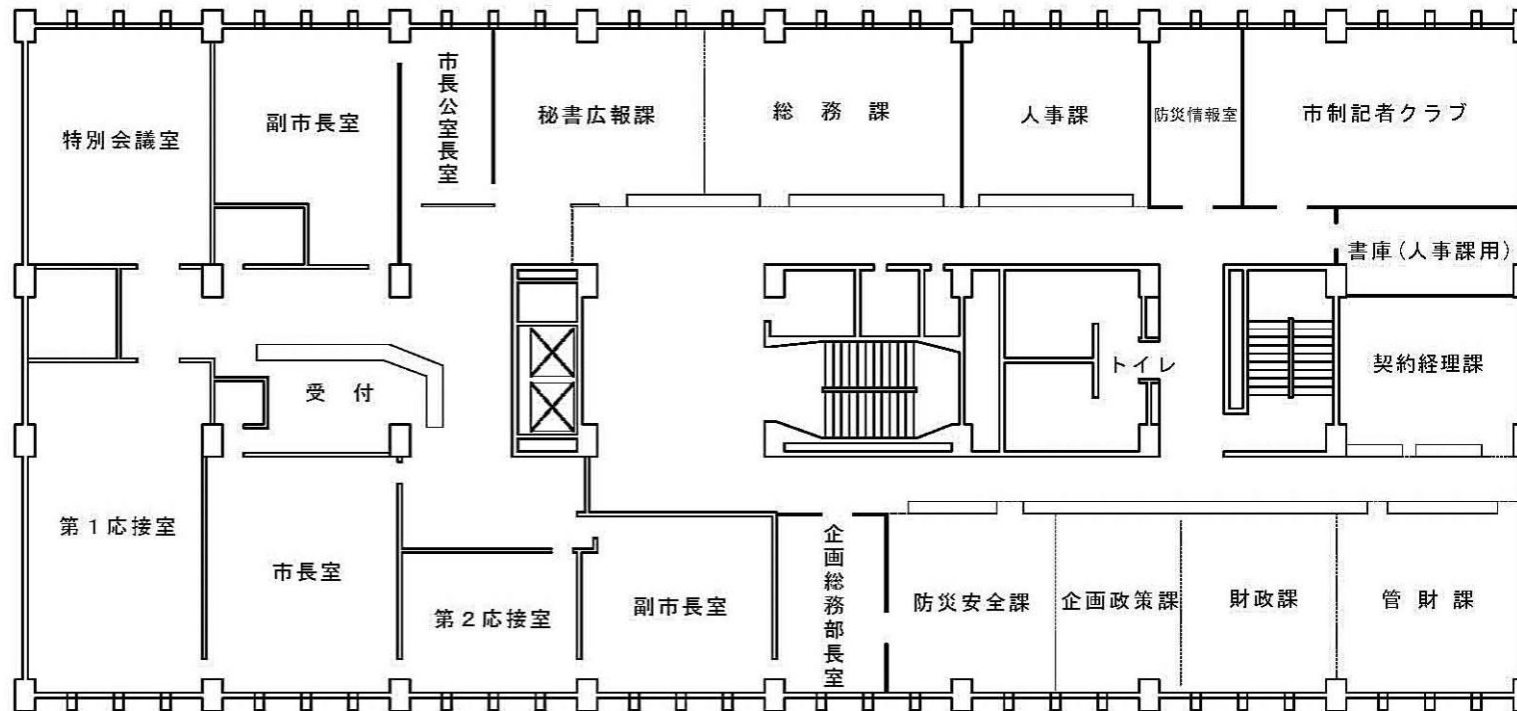 特別会議室
副市長室
市長公室長室
秘書広報課
総務課
人事課
防災情報室
市制記者クラブ
書庫(人事課用)
受付
トイレ
契約経理課
第1応接室
市長室
第2応接室
副市長室
企画総務部長室
防災安全課
企画政策課
財政課
管財課